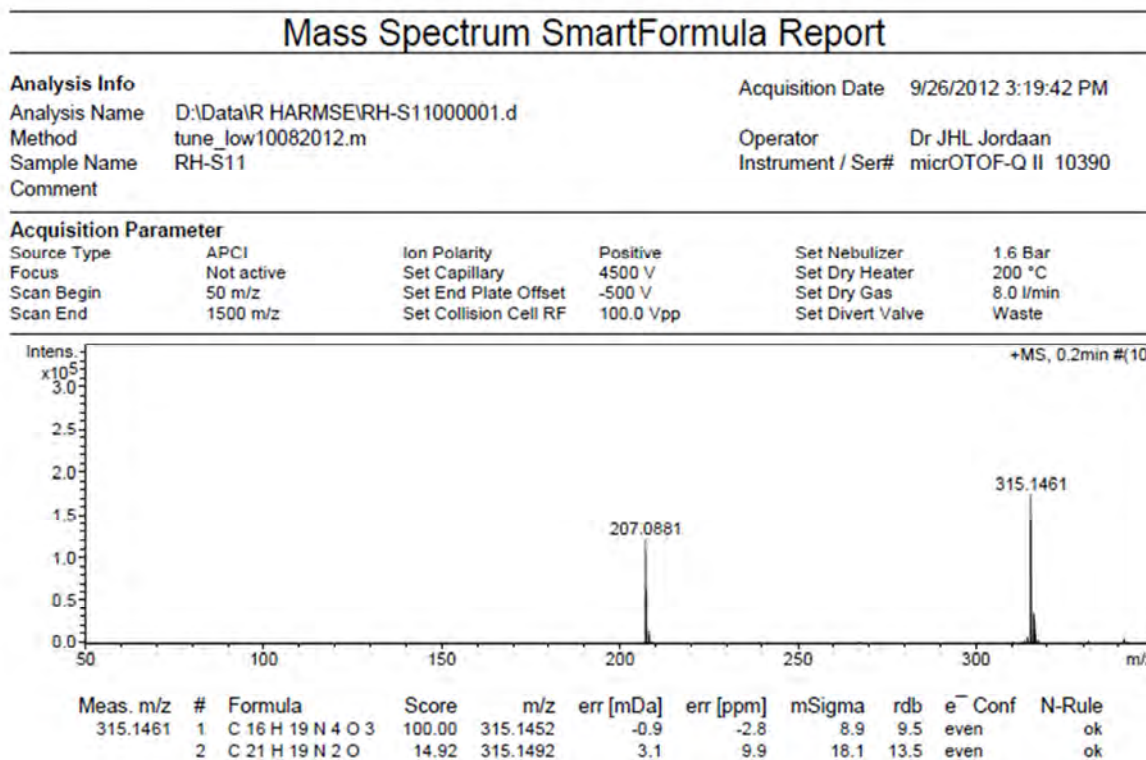 Mass Spectrum SmartFormula Report
Analysis Info
Acquisition Date 9/26/2012 3:19:42 PM
Analysis Name D:\Data\R HARMSE\RH-S11000001.d
Method tune_low10082012.m
Operator Dr JHL Jordaan
Sample Name RH-S11
Instrument / Ser# micrOTOF-Q II 10390
Comment
Acquisition Parameter
Source Type APCI Ion Polarity Positive Set Nebulizer 1.6 Bar
Focus Not active Set Capillary 4500 V Set Dry Heater 200 °C
Scan Begin 50 m/z Set End Plate Offset -500 V Set Dry Gas 8.0 l/min
Scan End 1500 m/z Set Collision Cell RF 100.0 Vpp Set Divert Valve Waste
Intens.
x10⁵
+MS, 0.2min #(10
3.0
2.5
2.0
315.1461
1.5
207.0881
1.0
0.5
0.0
50 100 150 200 250 300 m/z
Meas. m/z # Formula Score m/z err [mDa] err [ppm] mSigma rdb e⁻ Conf N-Rule
315.1461 1 C 16 H 19 N 4 O 3 100.00 315.1452 -0.9 -2.8 8.9 9.5 even ok
2 C 21 H 19 N 2 O 14.92 315.1492 3.1 9.9 18.1 13.5 even ok